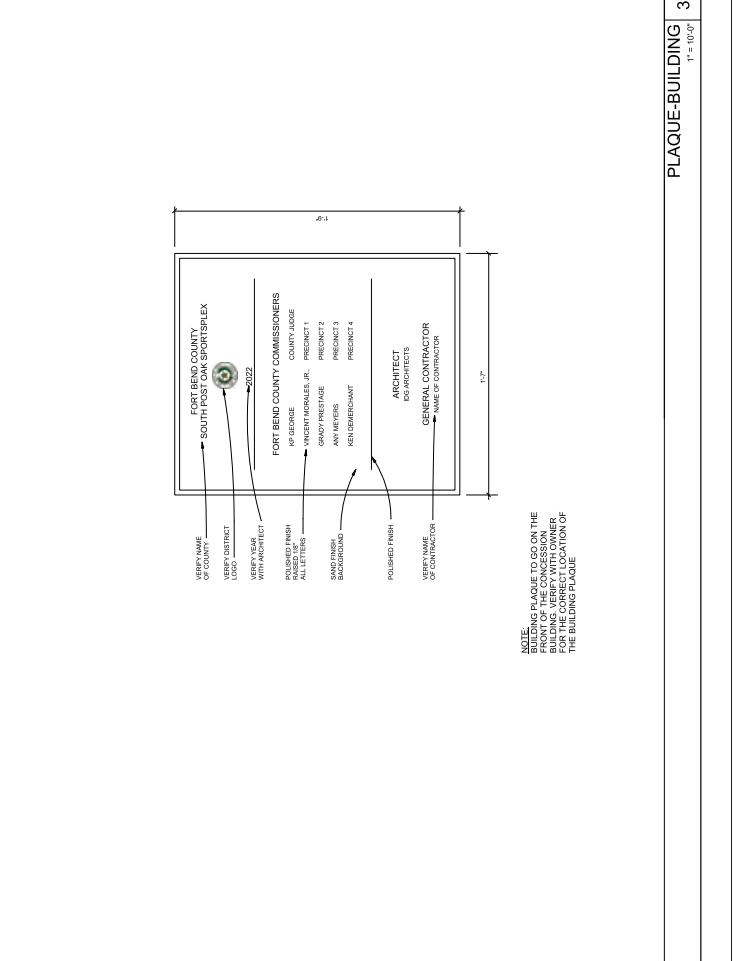 FORT BEND COUNTY
SOUTH POST OAK SPORTSPLEX
2022
FORT BEND COUNTY COMMISSIONERS
KP GEORGE COUNTY JUDGE
VINCENT MORALES, JR., PRECINCT 1
GRADY PRESTAGE PRECINCT 2
ANY MEYERS PRECINCT 3
KEN DEMERCHANT PRECINCT 4
ARCHITECT
IDG ARCHITECTS
GENERAL CONTRACTOR
NAME OF CONTRACTOR
VERIFY NAME
OF COUNTY
VERIFY DISTRICT
LOGO
VERIFY YEAR
WITH ARCHITECT
POLISHED FINISH
RAISED 1/8"
ALL LETTERS
SAND FINISH
BACKGROUND
POLISHED FINISH
VERIFY NAME
OF CONTRACTOR
1'-7"
NOTE:
BUILDING PLAQUE TO GO ON THE
FRONT OF THE CONCESSION
BUILDING. VERIFY WITH OWNER
FOR THE CORRECT LOCATION OF
THE BUILDING PLAQUE
PLAQUE-BUILDING 3
1" = 10'-0"